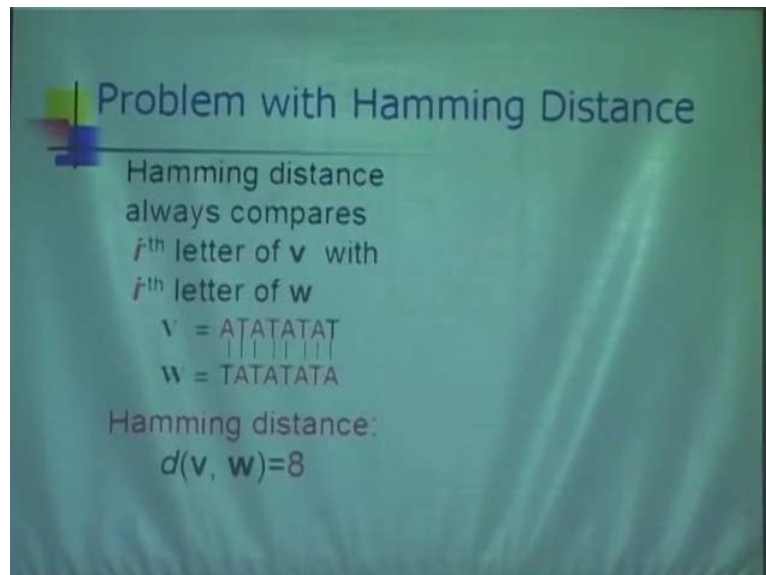 Problem with Hamming Distance
Hamming distance
always compares
i th letter of v with
i th letter of w
V = ATATATAT
W = TATATATA
Hamming distance:
d(v, w)=8